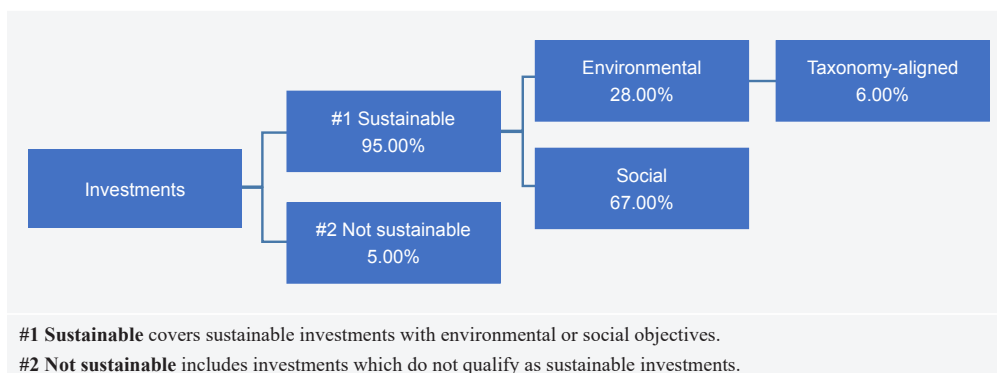 Environmental
28.00%
Taxonomy-aligned
6.00%
#1 Sustainable
95.00%
Investments
Social
67.00%
#2 Not sustainable
5.00%
#1 Sustainable covers sustainable investments with environmental or social objectives.
#2 Not sustainable includes investments which do not qualify as sustainable investments.